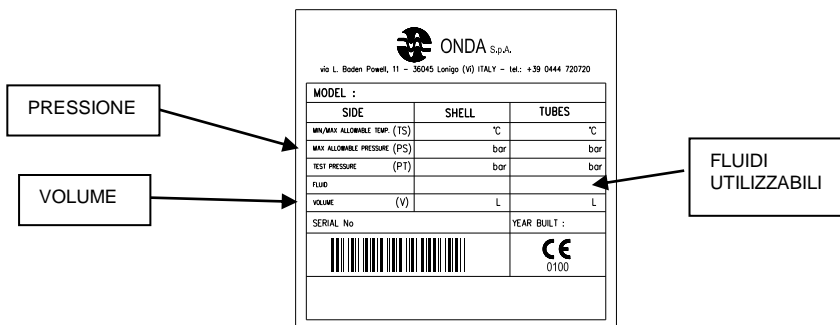 ONDA S.p.A.
via L. Baden Powell, 11 - 36045 Lonigo (VI) ITALY - tel.: +39 0444 720720
MODEL :
SIDE SHELL TUBES
MIN/MAX ALLOWABLE TEMP. (TS) °C °C
PRESSIONE
MAX ALLOWABLE PRESSURE (PS) bar bar
TEST PRESSURE (PT) bar bar
FLUID
FLUIDI
UTILIZZABILI
VOLUME
VOLUME (V) L L
SERIAL No YEAR BUILT :
CE
0100